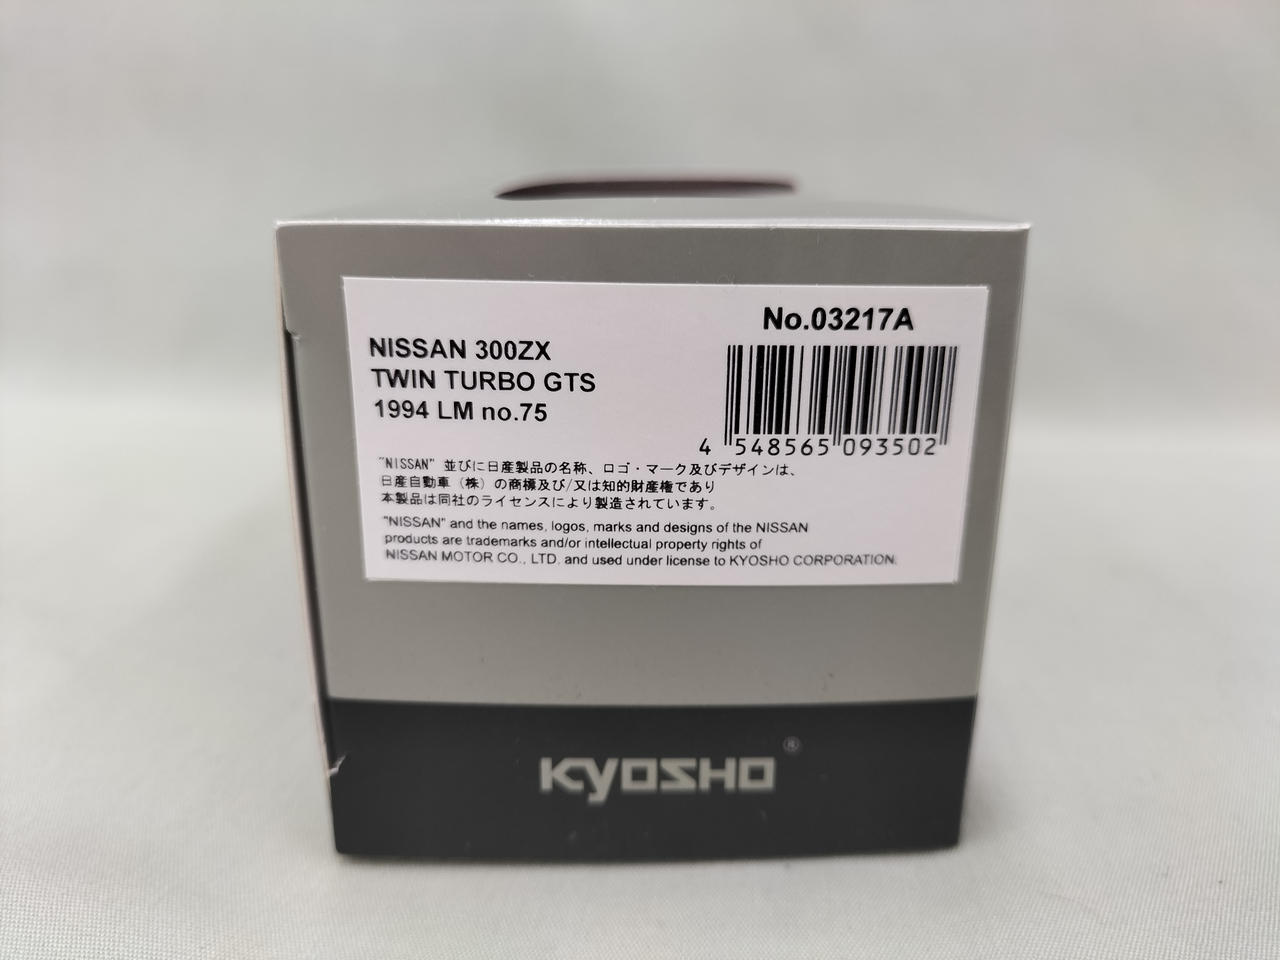 No.03217A
NISSAN 300ZX
TWIN TURBO GTS
1994 LM no.75
4 548565 093502
"NISSAN" 並びに日産製品の名称、ロゴ・マーク及びデザインは、
日産自動車(株)の商標及び/又は知的財産権であり
本製品は同社のライセンスにより製造されています。
"NISSAN" and the names, logos, marks and designs of the NISSAN
products are trademarks and/or intellectual property rights of
NISSAN MOTOR CO., LTD. and used under license to KYOSHO CORPORATION.
KYOSHO ®